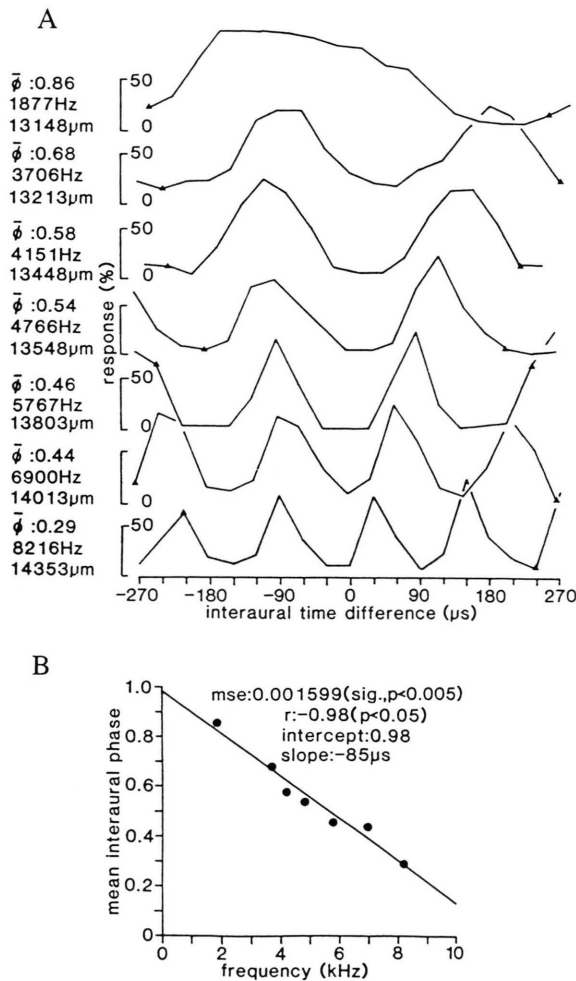 A
ϕ̄ :0.86
1877Hz
13148µm
50
0
ϕ̄ :0.68
3706Hz
13213µm
50
0
ϕ̄ :0.58
4151Hz
13448µm
50
0
ϕ̄ :0.54
4766Hz
13548µm
ϕ̄ :0.46
5767Hz
13803µm
50
0
ϕ̄ :0.44
6900Hz
14013µm
0
ϕ̄ :0.29
8216Hz
14353µm
50
response (%)
-270 -180 -90 0 90 180 270
interaural time difference (µs)
B
mse:0.001599(sig.,p<0.005)
r:-0.98(p<0.05)
intercept:0.98
slope:-85µs
1.0
0.8
0.6
0.4
0.2
0
mean interaural phase
0 2 4 6 8 10
frequency (kHz)